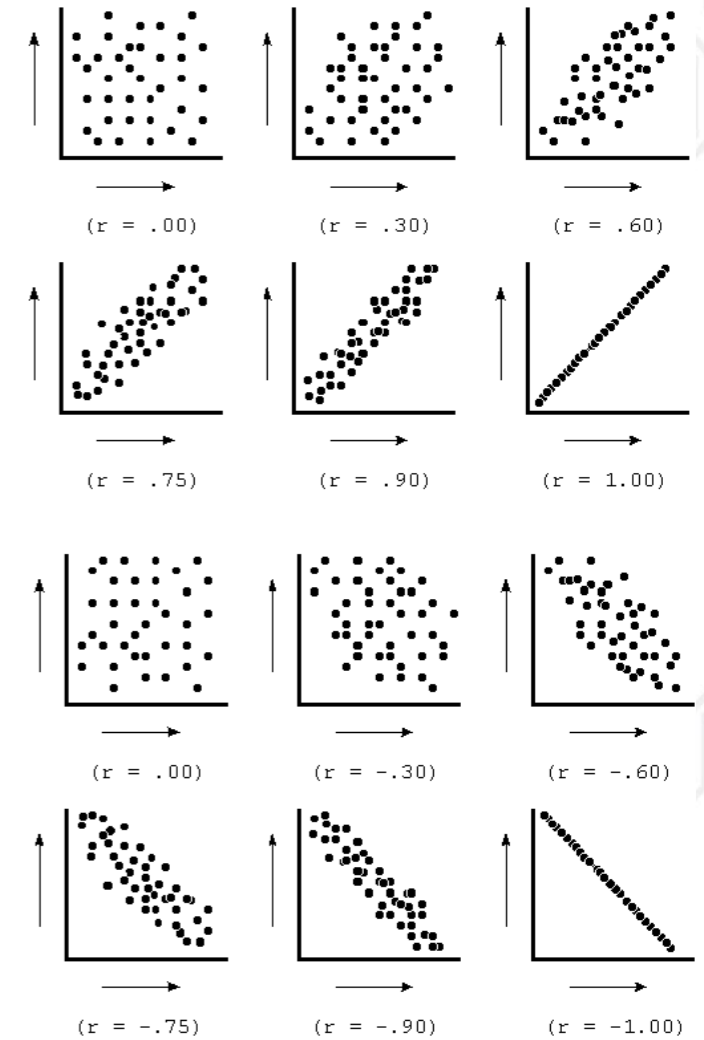 (r = .00)
(r = .30)
(r = .60)
(r = .75)
(r = .90)
(r = 1.00)
(r = .00)
(r = -.30)
(r = -.60)
(r = -.75)
(r = -.90)
(r = -1.00)